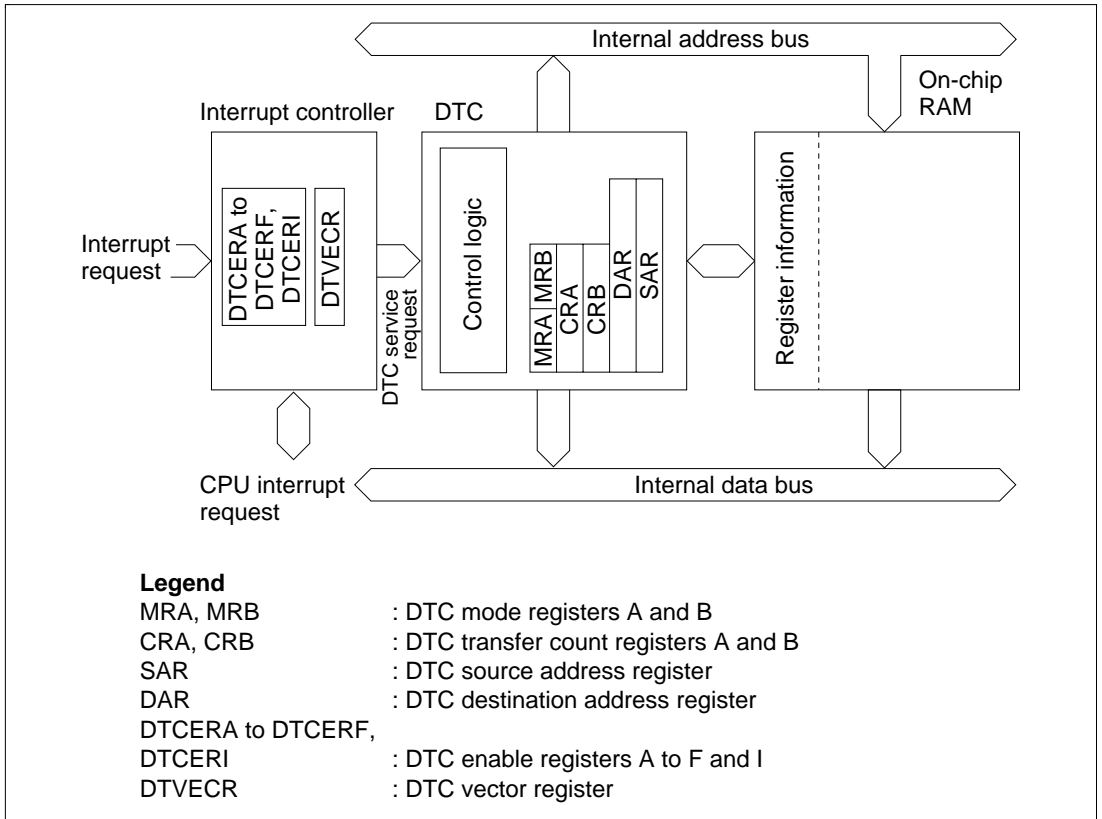 Internal address bus
On-chip
RAM
Interrupt controller
DTC
Interrupt
request
DTCERA to
DTCERF,
DTCERI
DTVECR
DTC service
request
Control logic
MRA
MRB
CRA
CRB
DAR
SAR
Register information
CPU interrupt
request
Internal data bus
Legend
MRA, MRB : DTC mode registers A and B
CRA, CRB : DTC transfer count registers A and B
SAR : DTC source address register
DAR : DTC destination address register
DTCERA to DTCERF,
DTCERI : DTC enable registers A to F and I
DTVECR : DTC vector register